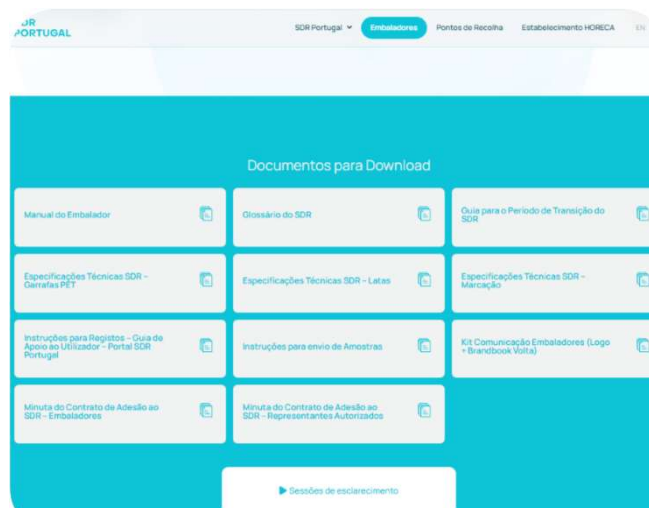 PORTUGAL
SDR Portugal
Embaladores
Pontos de Recolha
Estabelecimento HORECA
EN
Documentos para Download
Manual do Embalador
Glossário do SDR
Guia para o Período de Transição do
SDR
Especificações Técnicas SDR –
Garrafas PET
Especificações Técnicas SDR – Latas
Especificações Técnicas SDR –
Marcação
Instruções para Registos – Guia de
Apoio ao Utilizador – Portal SDR
Portugal
Instruções para envio de Amostras
Kit Comunicação Embaladores (Logo
+ Brandbook Volta)
Minuta do Contrato de Adesão ao
SDR – Embaladores
Minuta do Contrato de Adesão ao
SDR – Representantes Autorizados
Sessões de esclarecimento